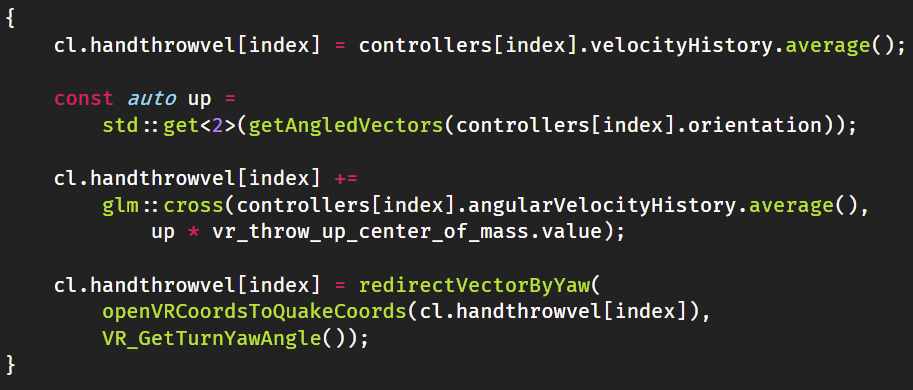 {
    cl.handthrowvel[index] = controllers[index].velocityHistory.average();
    const auto up =
        std::get<2>(getAngledVectors(controllers[index].orientation));
    cl.handthrowvel[index] +=
        glm::cross(controllers[index].angularVelocityHistory.average(),
            up * vr_throw_up_center_of_mass.value);
    cl.handthrowvel[index] = redirectVectorByYaw(
        openVRCoordsToQuakeCoords(cl.handthrowvel[index]),
        VR_GetTurnYawAngle());
}